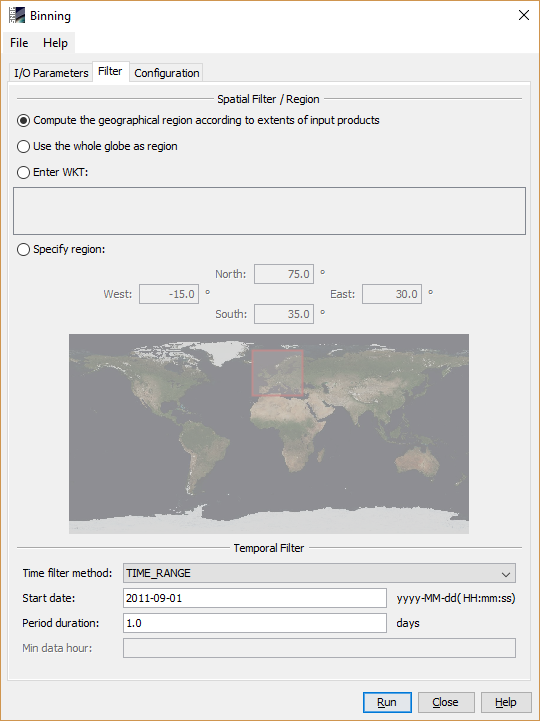 Binning
File Help
I/O Parameters Filter Configuration
Spatial Filter / Region
Compute the geographical region according to extents of input products
Use the whole globe as region
Enter WKT:
Specify region:
North: 75.0 °
West: -15.0 ° East: 30.0 °
South: 35.0 °
Temporal Filter
Time filter method: TIME_RANGE
Start date: 2011-09-01 yyyy-MM-dd( HH:mm:ss)
Period duration: 1.0 days
Min data hour:
Run Close Help